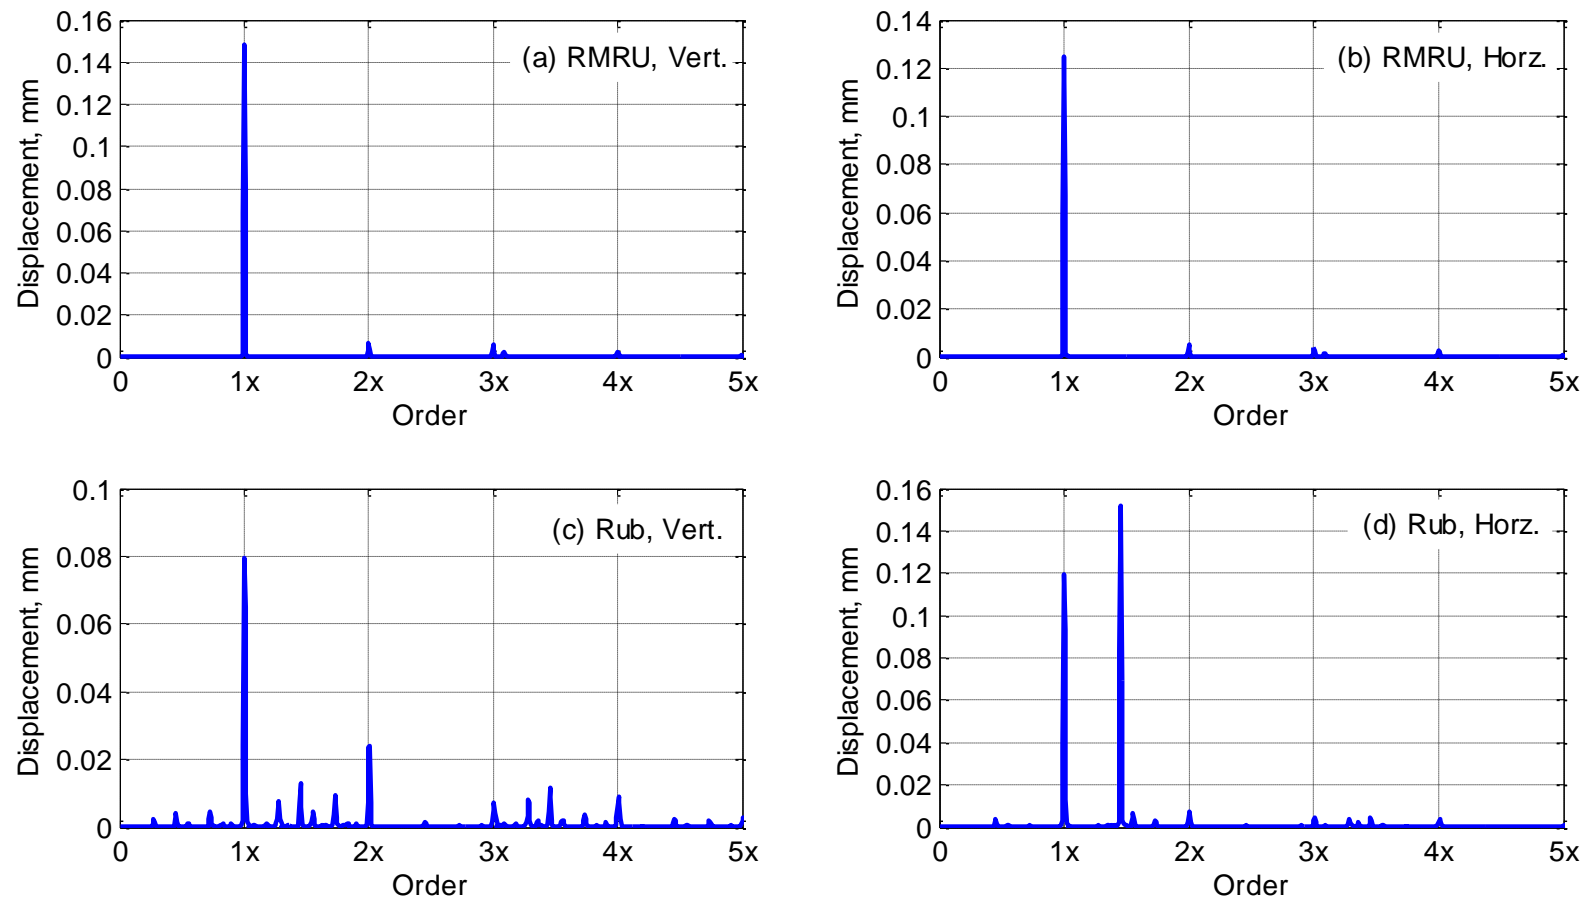 (a) RMRU, Vert.
Displacement, mm
0.16
0.14
0.12
0.1
0.08
0.06
0.04
0.02
0
0 1x 2x 3x 4x 5x
Order
(b) RMRU, Horz.
Displacement, mm
0.14
0.12
0.1
0.08
0.06
0.04
0.02
0
0 1x 2x 3x 4x 5x
Order
(c) Rub, Vert.
Displacement, mm
0.1
0.08
0.06
0.04
0.02
0
0 1x 2x 3x 4x 5x
Order
(d) Rub, Horz.
Displacement, mm
0.16
0.14
0.12
0.1
0.08
0.06
0.04
0.02
0
0 1x 2x 3x 4x 5x
Order